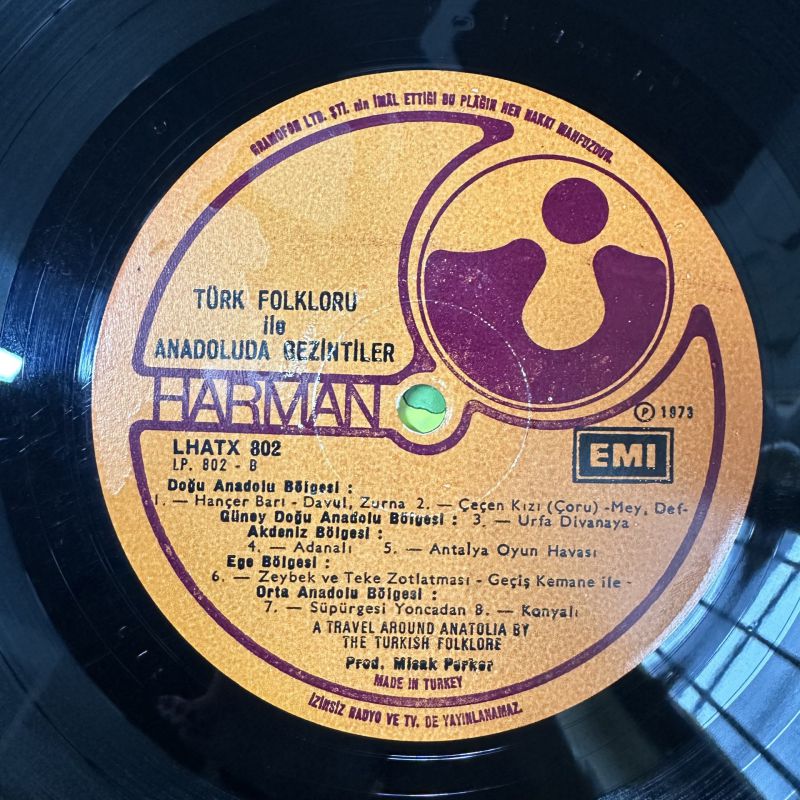 GRAMOFON LTD. ŞTİ. nin İMÂL ETTİĞİ BU PLÂĞIN HER HAKKI MAHFUZDUR.
TÜRK FOLKLORU
ile
ANADOLUDA GEZİNTİLER
HARMAN
℗ 1973
EMI
LHATX 802
LP. 802 - B
Doğu Anadolu Bölgesi :
1. — Hançer Barı - Davul, Zurna 2. — Çeçen Kızı (Çoru) -Mey, Def-
Güney Doğu Anadolu Bölgesi : 3. — Urfa Divanaya
Akdeniz Bölgesi :
4. — Adanalı 5. — Antalya Oyun Havası
Ege Bölgesi :
6. — Zeybek ve Teke Zotlatması - Geçiş Kemane ile -
Orta Anadolu Bölgesi :
7. — Süpürgesi Yoncadan 8. — Konyalı
A TRAVEL AROUND ANATOLIA BY
THE TURKISH FOLKLORE
Prod. Misak Parker
MADE IN TURKEY
İZİNSİZ RADYO VE TV. DE YAYINLANAMAZ.